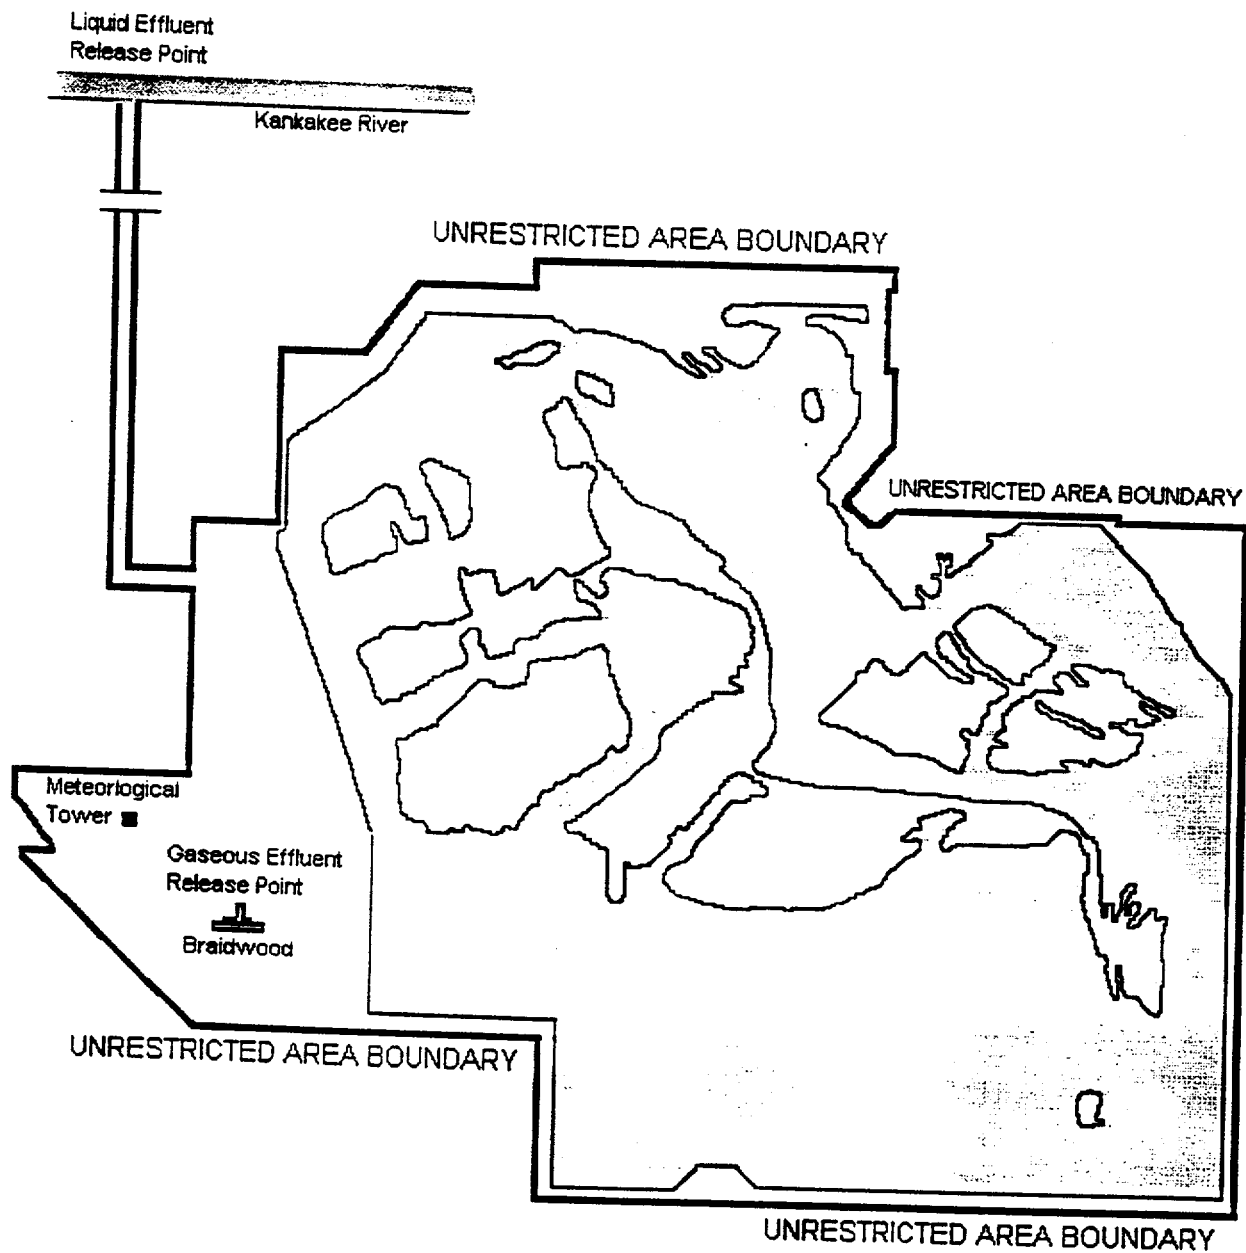 Liquid Effluent
Release Point
Kankakee River
UNRESTRICTED AREA BOUNDARY
UNRESTRICTED AREA BOUNDARY
Meteorlogical
Tower
Gaseous Effluent
Release Point
Braidwood
UNRESTRICTED AREA BOUNDARY
UNRESTRICTED AREA BOUNDARY